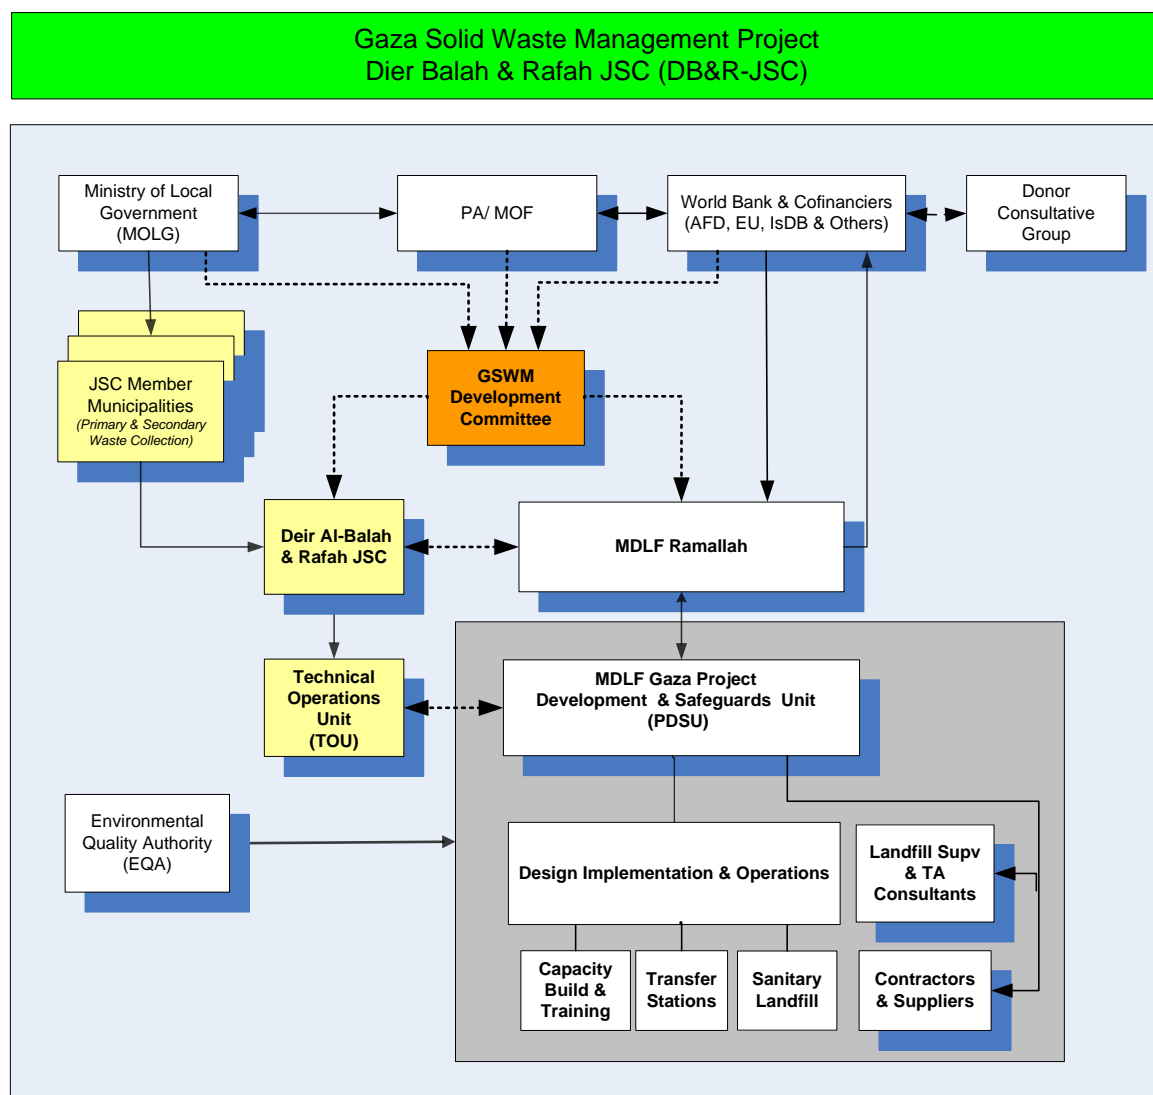 Gaza Solid Waste Management Project
Dier Balah & Rafah JSC (DB&R-JSC)
Ministry of Local
Government
(MOLG)
PA/ MOF
World Bank & Cofinanciers
(AFD, EU, IsDB & Others)
Donor
Consultative
Group
GSWM
Development
Committee
JSC Member
Municipalities
(Primary & Secondary
Waste Collection)
Deir Al-Balah
& Rafah JSC
MDLF Ramallah
Technical
Operations
Unit
(TOU)
MDLF Gaza Project
Development & Safeguards Unit
(PDSU)
Environmental
Quality Authority
(EQA)
Design Implementation & Operations
Landfill Supv
& TA
Consultants
Capacity
Build &
Training
Transfer
Stations
Sanitary
Landfill
Contractors
& Suppliers